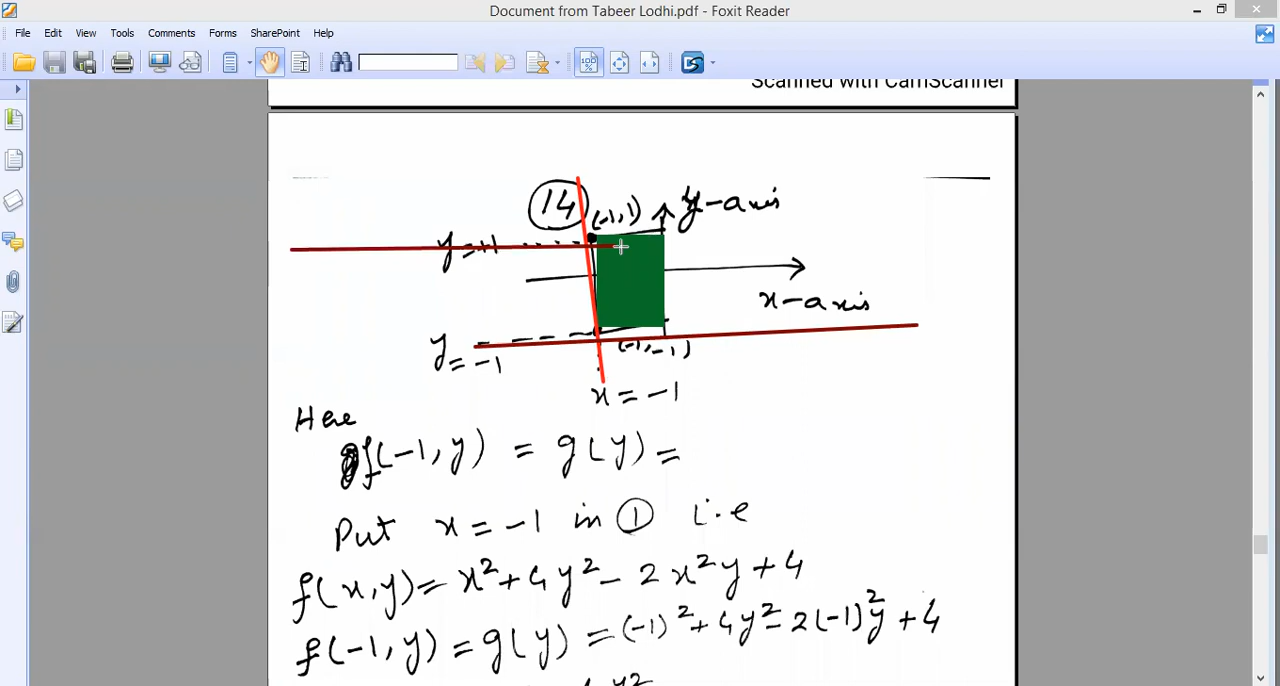 Document from Tabeer Lodhi.pdf - Foxit Reader
File Edit View Tools Comments Forms SharePoint Help
Scanned with CamScanner
14
(-1,1)
y-axis
y=+1
x-axis
y=-1
(-1,-1)
x=-1
Here
f(-1,y) = g(y) =
Put x=-1 in ① i.e
f(x,y)= x²+4y²-2x²y+4
f(-1,y)=g(y) =(-1)²+4y²-2(-1)²y+4